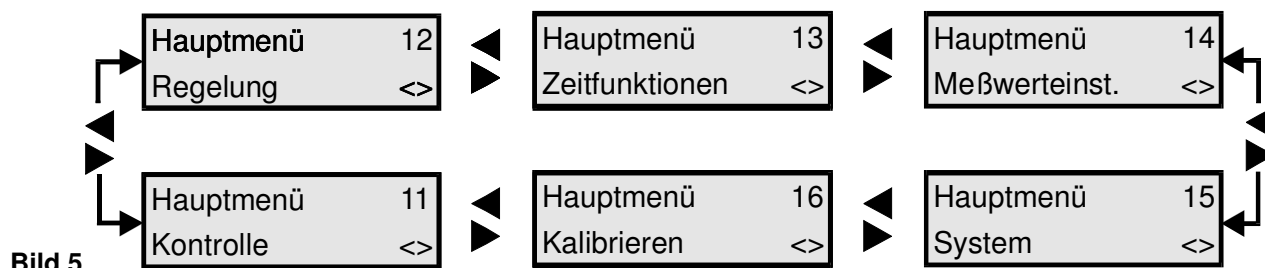 Hauptmenü 12
Regelung <>
Hauptmenü 13
Zeitfunktionen <>
Hauptmenü 14
Meßwerteinst. <>
Hauptmenü 11
Kontrolle <>
Hauptmenü 16
Kalibrieren <>
Hauptmenü 15
System <>
Bild 5